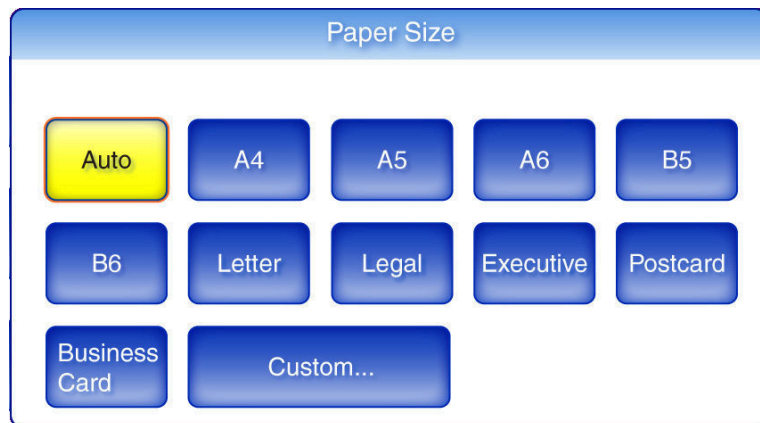 Paper Size
Auto
A4
A5
A6
B5
B6
Letter
Legal
Executive
Postcard
Business
Card
Custom...